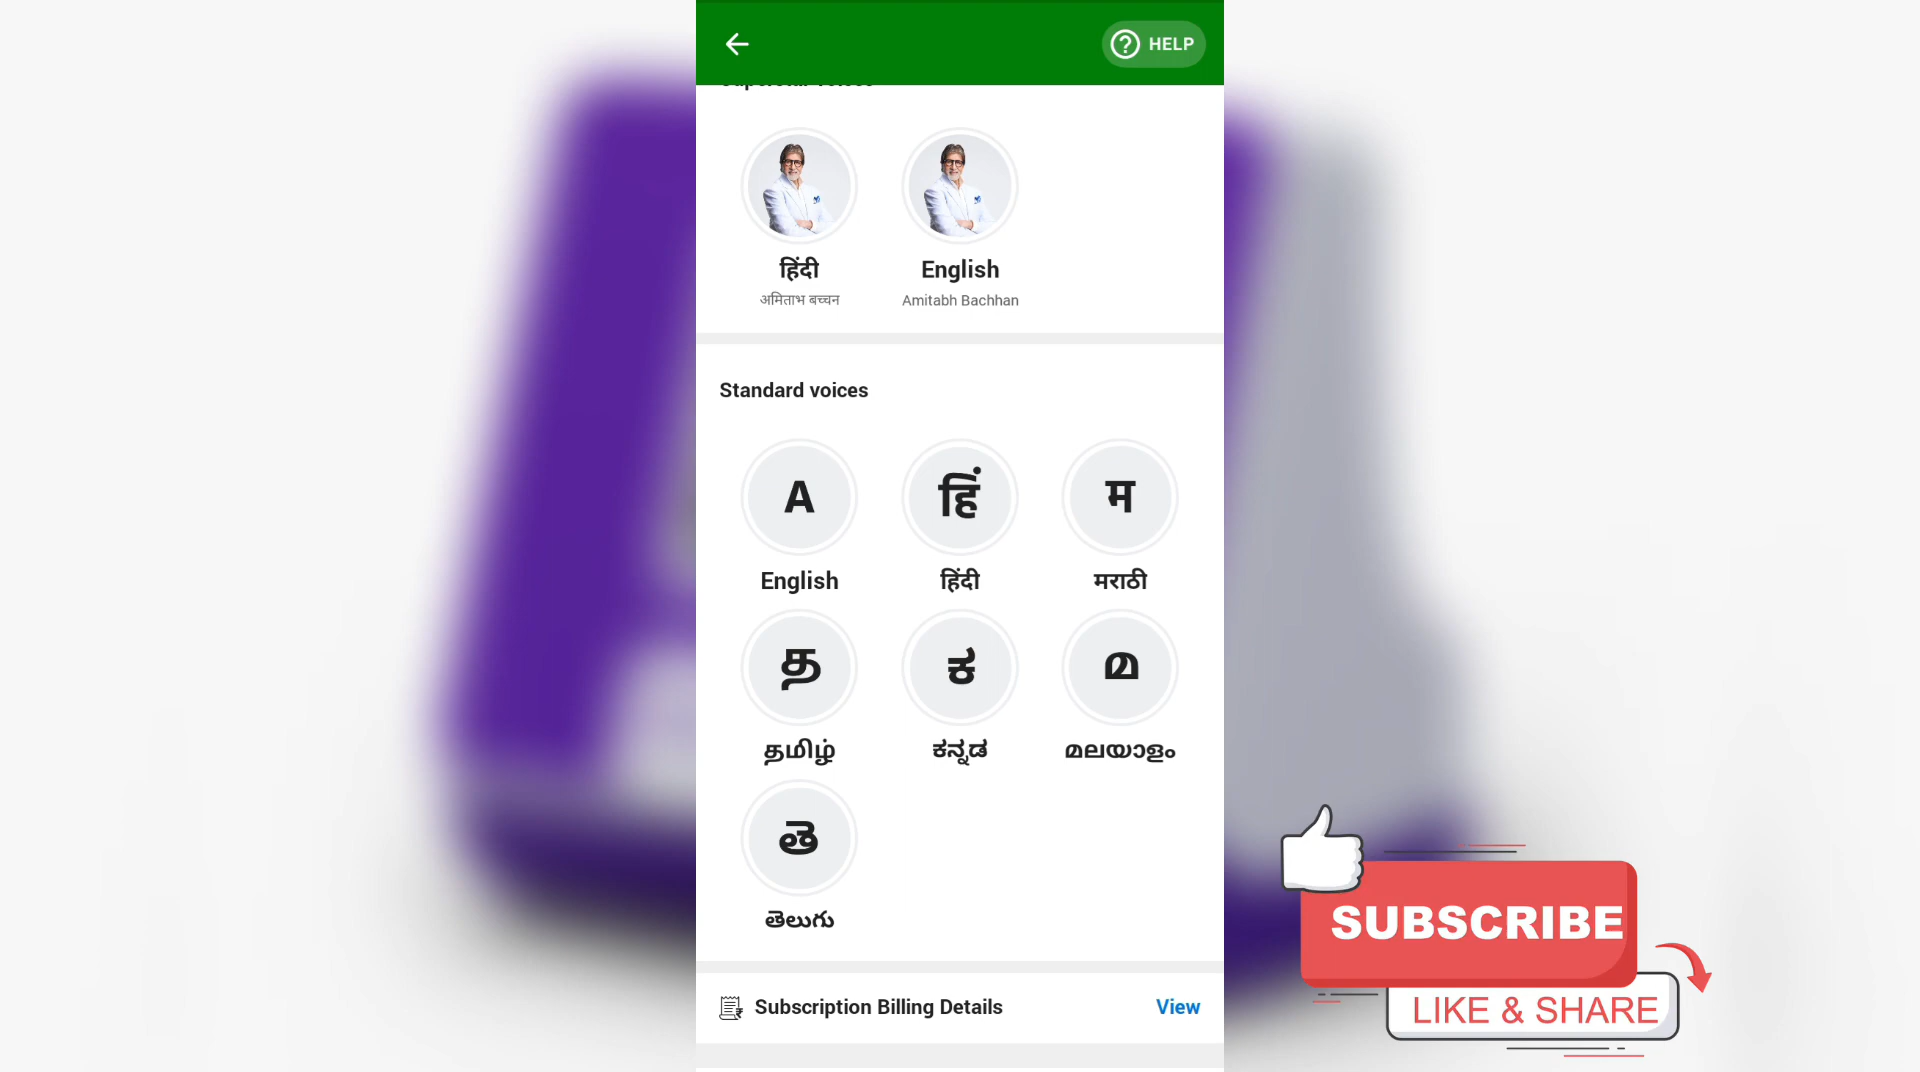 HELP
हिंदी
अमिताभ बच्चन
English
Amitabh Bachhan
Standard voices
A
English
हिं
हिंदी
म
मराठी
த
தமிழ்
ಕ
ಕನ್ನಡ
മ
മലയാളം
తె
తెలుగు
Subscription Billing Details
View
SUBSCRIBE
LIKE & SHARE